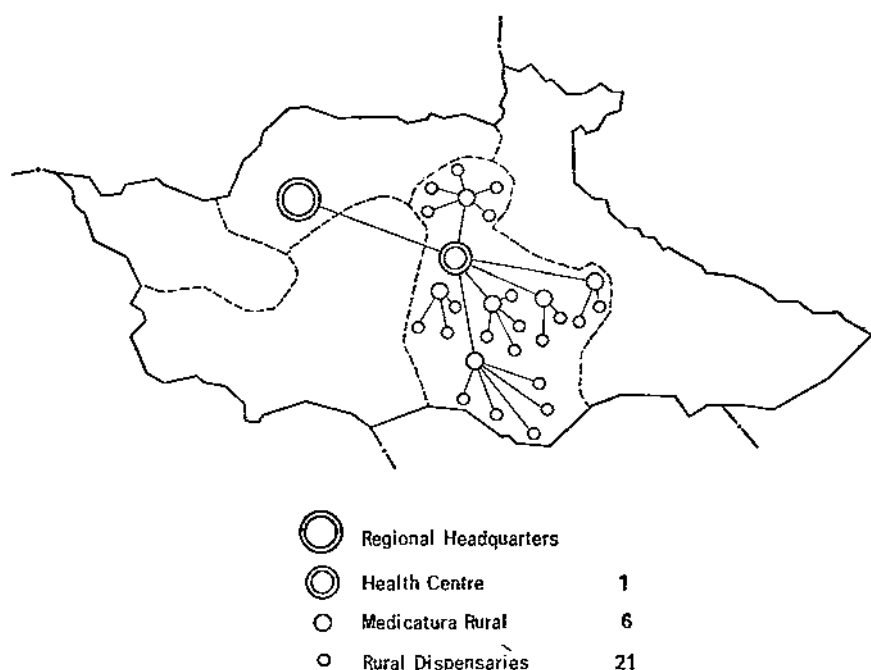 Regional Headquarters
Health Centre 1
Medicatura Rural 6
Rural Dispensaries 21